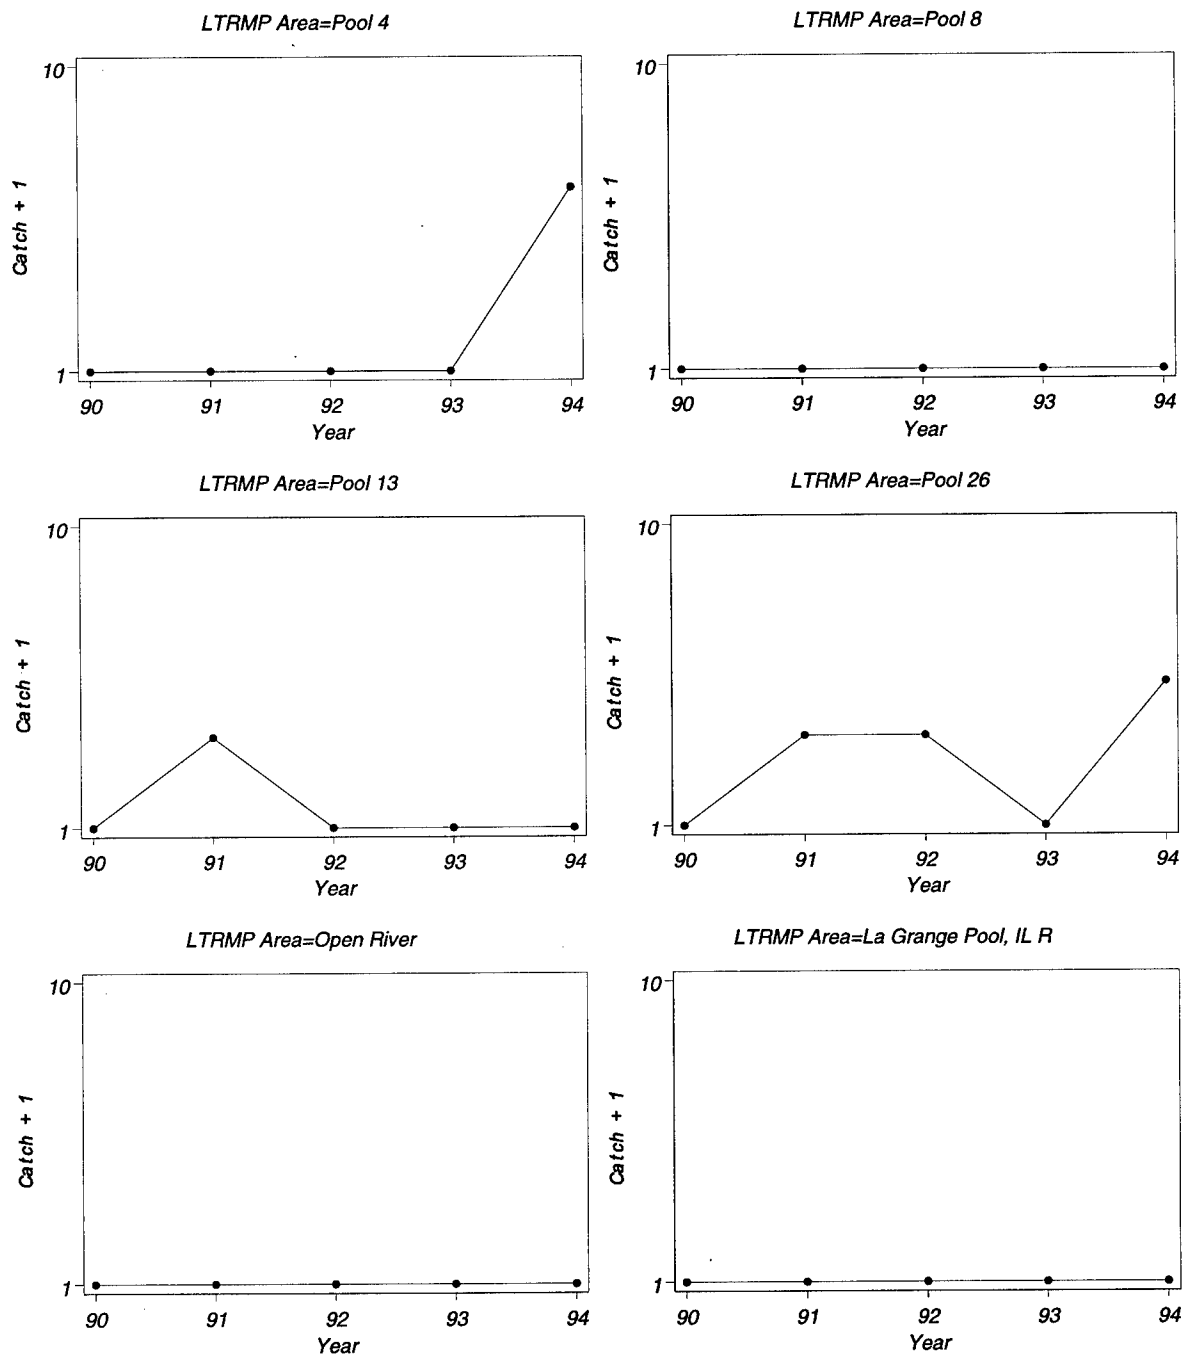 LTRMP Area=Pool 4
10
Catch + 1
1
90 91 92 93 94
Year
LTRMP Area=Pool 8
10
Catch + 1
1
90 91 92 93 94
Year
LTRMP Area=Pool 13
10
Catch + 1
1
90 91 92 93 94
Year
LTRMP Area=Pool 26
10
Catch + 1
1
90 91 92 93 94
Year
LTRMP Area=Open River
10
Catch + 1
1
90 91 92 93 94
Year
LTRMP Area=La Grange Pool, IL R
10
Catch + 1
1
90 91 92 93 94
Year